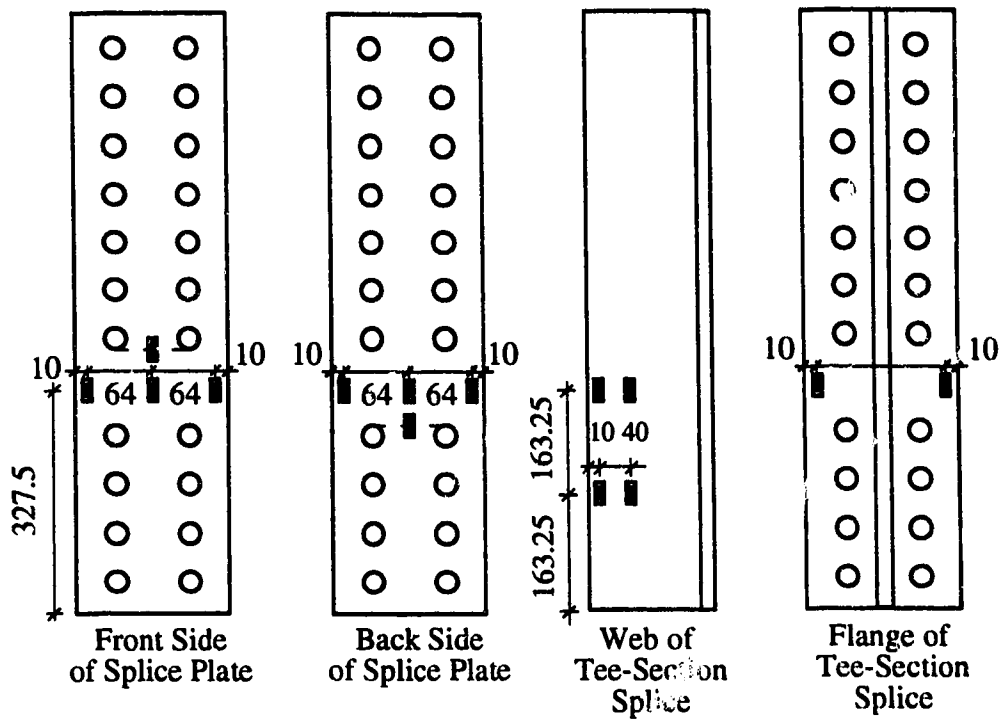 10
64
64
10
327.5
Front Side
of Splice Plate
10
64
64
10
Back Side
of Splice Plate
163.25
10
40
163.25
Web of
Tee-Section
Splice
10
10
Flange of
Tee-Section
Splice